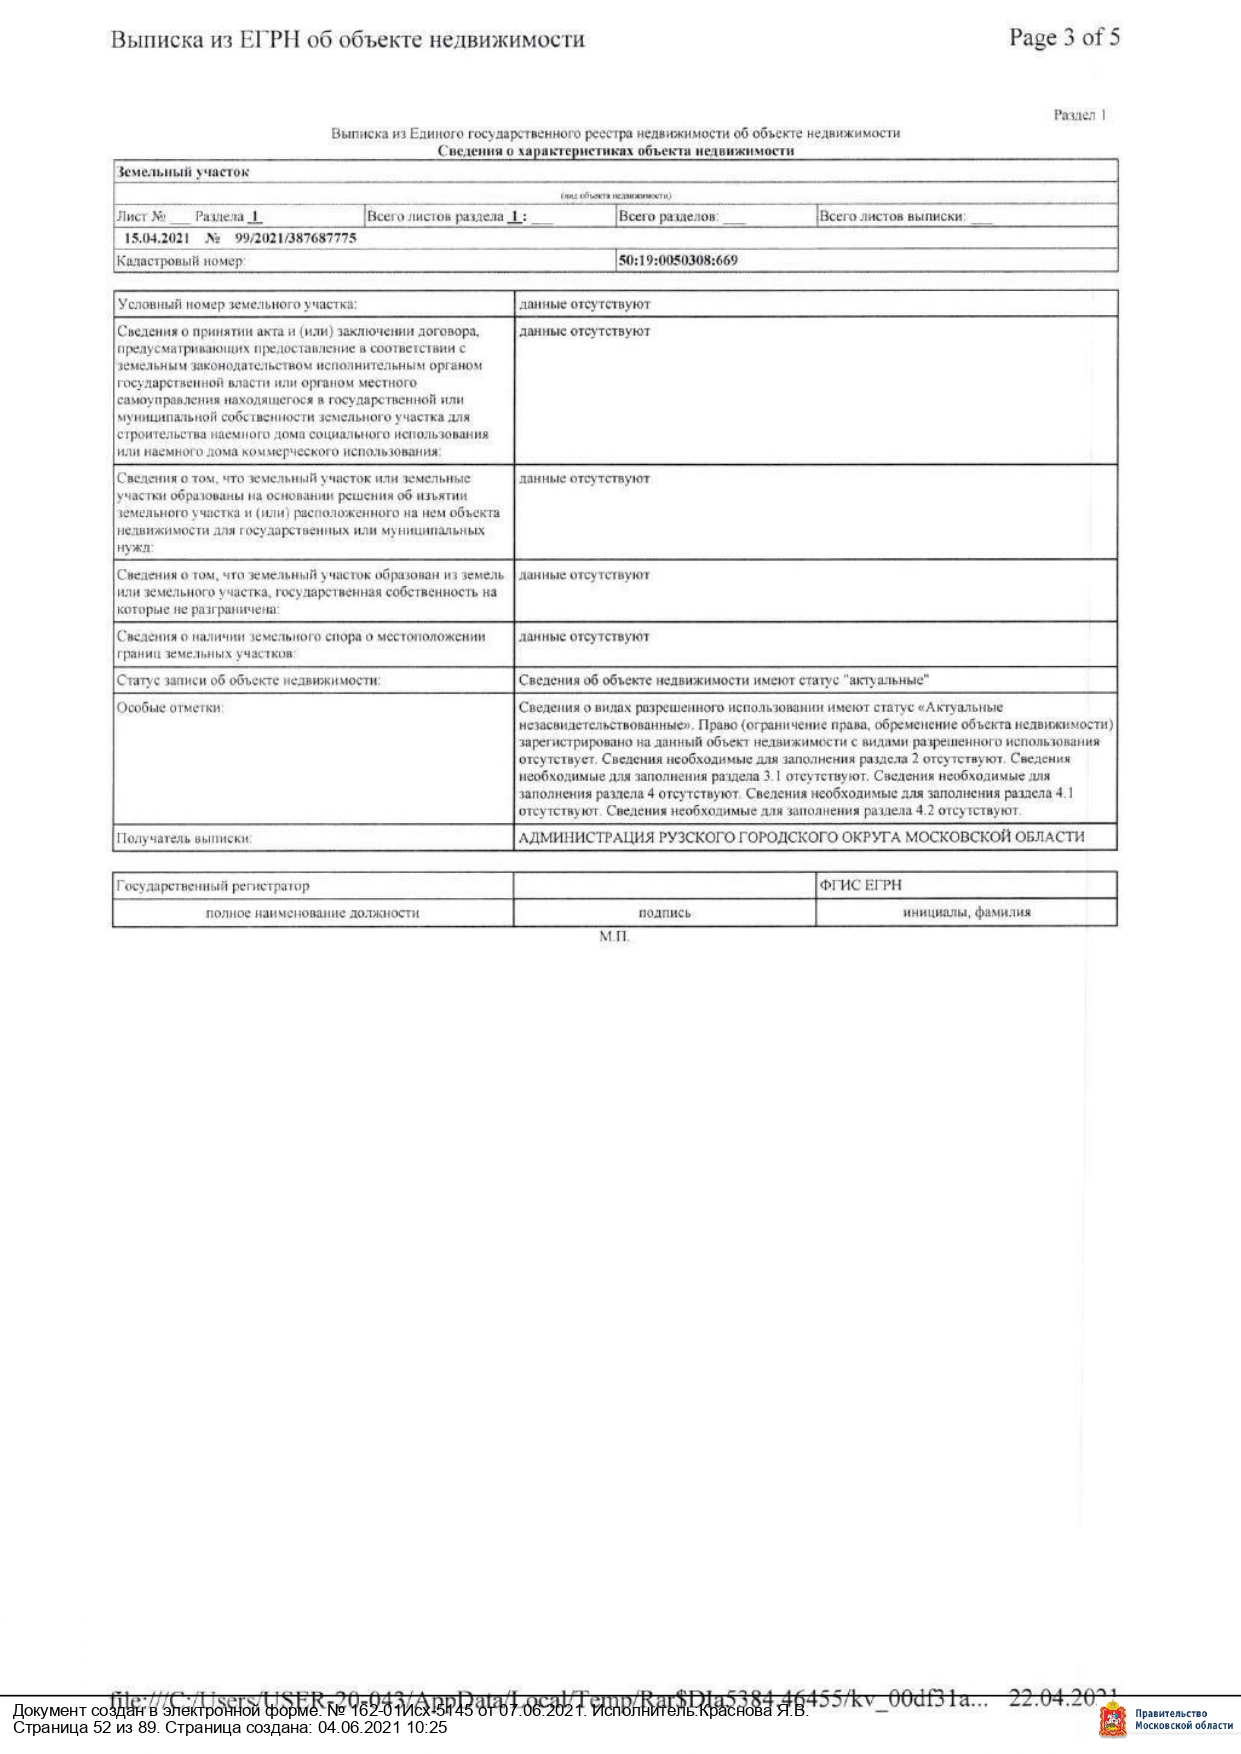 Выписка из ЕГРН об объекте недвижимости
Page 3 of 5
Раздел 1
Выписка из Единого государственного реестра недвижимости об объекте недвижимости
Сведения о характеристиках объекта недвижимости
Земельный участок
(вид объекта недвижимости)
Лист № ___ Раздела 1
Всего листов раздела 1 : ___
Всего разделов: ___
Всего листов выписки: ___
15.04.2021 № 99/2021/387687775
Кадастровый номер:
50:19:0050308:669
Условный номер земельного участка:
данные отсутствуют
Сведения о принятии акта и (или) заключении договора,
предусматривающих предоставление в соответствии с
земельным законодательством исполнительным органом
государственной власти или органом местного
самоуправления находящегося в государственной или
муниципальной собственности земельного участка для
строительства наемного дома социального использования
или наемного дома коммерческого использования:
данные отсутствуют
Сведения о том, что земельный участок или земельные
участки образованы на основании решения об изъятии
земельного участка и (или) расположенного на нем объекта
недвижимости для государственных или муниципальных
нужд:
данные отсутствуют
Сведения о том, что земельный участок образован из земель
или земельного участка, государственная собственность на
которые не разграничена:
данные отсутствуют
Сведения о наличии земельного спора о местоположении
границ земельных участков:
данные отсутствуют
Статус записи об объекте недвижимости:
Сведения об объекте недвижимости имеют статус "актуальные"
Особые отметки:
Сведения о видах разрешенного использовании имеют статус «Актуальные
незасвидетельствованные». Право (ограничение права, обременение объекта недвижимости)
зарегистрировано на данный объект недвижимости с видами разрешенного использования
отсутствует. Сведения необходимые для заполнения раздела 2 отсутствуют. Сведения
необходимые для заполнения раздела 3.1 отсутствуют. Сведения необходимые для
заполнения раздела 4 отсутствуют. Сведения необходимые для заполнения раздела 4.1
отсутствуют. Сведения необходимые для заполнения раздела 4.2 отсутствуют.
Получатель выписки:
АДМИНИСТРАЦИЯ РУЗСКОГО ГОРОДСКОГО ОКРУГА МОСКОВСКОЙ ОБЛАСТИ
Государственный регистратор
ФГИС ЕГРН
полное наименование должности
подпись
инициалы, фамилия
М.П.
file:///C:/Users/USER-20-043/AppData/Local/Temp/Rar$DIa5384.46455/kv_00df31a... 22.04.2021
Документ создан в электронной форме. № 162-01Исх-5145 от 07.06.2021. Исполнитель:Краснова Я.В.
Страница 52 из 89. Страница создана: 04.06.2021 10:25
Правительство
Московской области